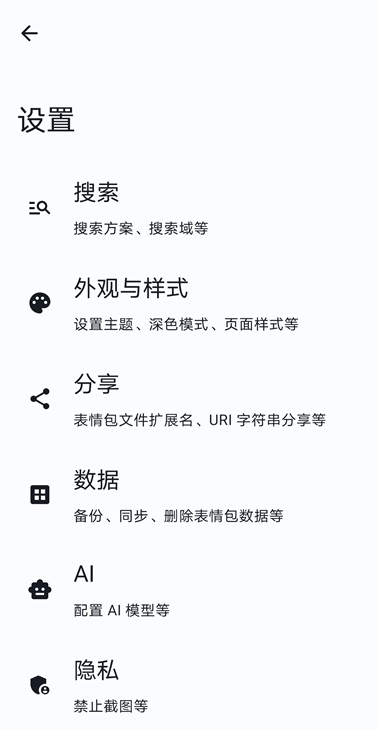 设置
搜索
搜索方案、搜索域等
外观与样式
设置主题、深色模式、页面样式等
分享
表情包文件扩展名、URI 字符串分享等
数据
备份、同步、删除表情包数据等
AI
配置 AI 模型等
隐私
禁止截图等